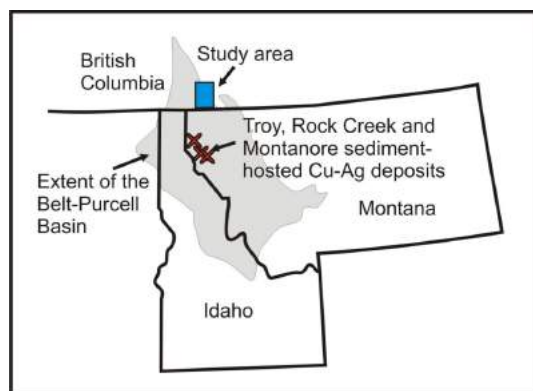 British
Columbia
Study area
Troy, Rock Creek and
Montanore sediment-
hosted Cu-Ag deposits
Extent of the
Belt-Purcell
Basin
Montana
Idaho